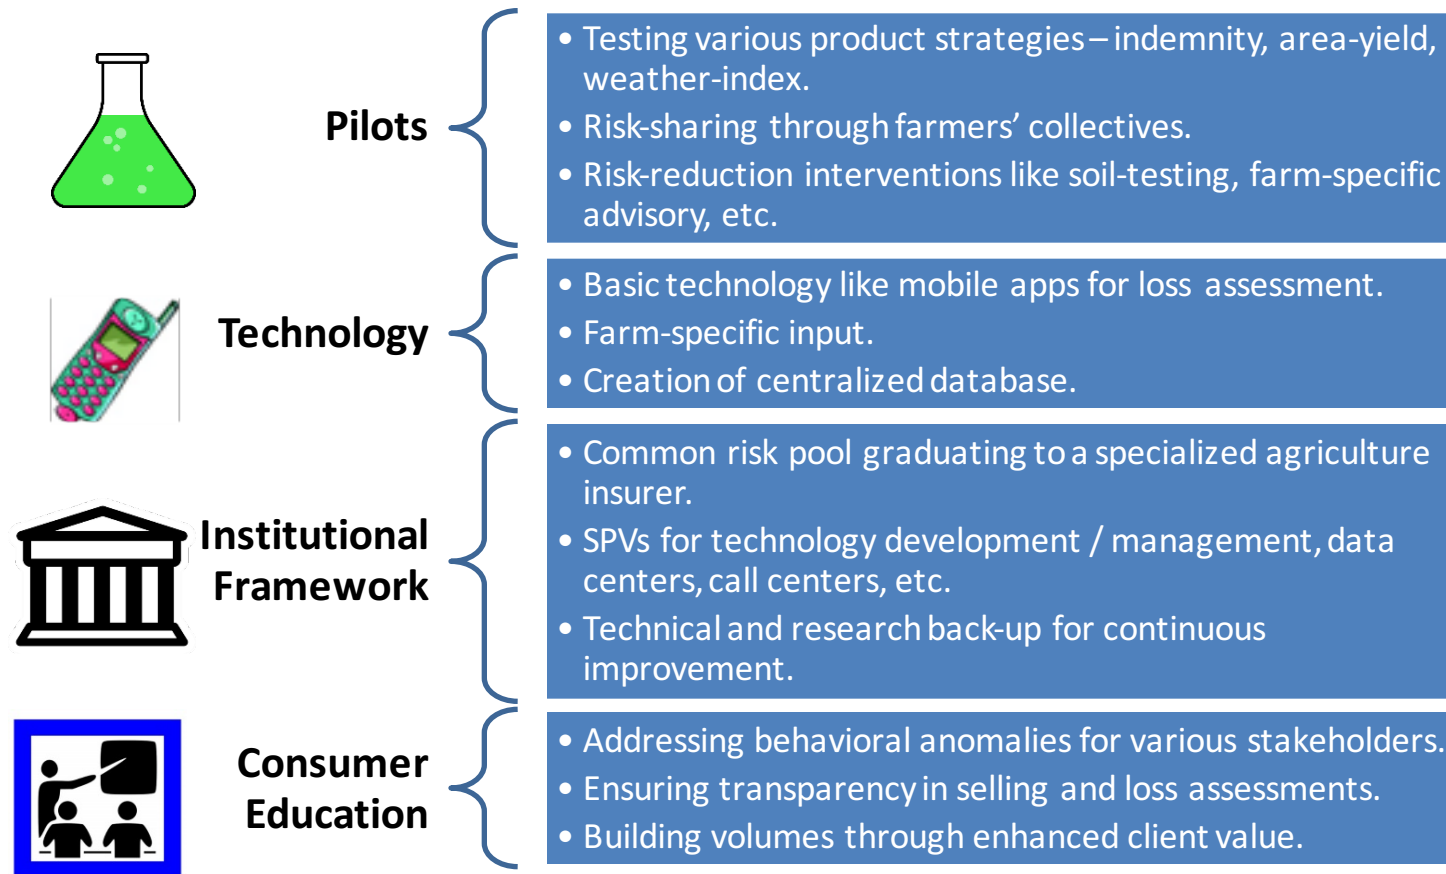 Pilots
• Testing various product strategies – indemnity, area-yield,
weather-index.
• Risk-sharing through farmers’ collectives.
• Risk-reduction interventions like soil-testing, farm-specific
advisory, etc.
Technology
• Basic technology like mobile apps for loss assessment.
• Farm-specific input.
• Creation of centralized database.
Institutional
Framework
• Common risk pool graduating to a specialized agriculture
insurer.
• SPVs for technology development / management, data
centers, call centers, etc.
• Technical and research back-up for continuous
improvement.
Consumer
Education
• Addressing behavioral anomalies for various stakeholders.
• Ensuring transparency in selling and loss assessments.
• Building volumes through enhanced client value.